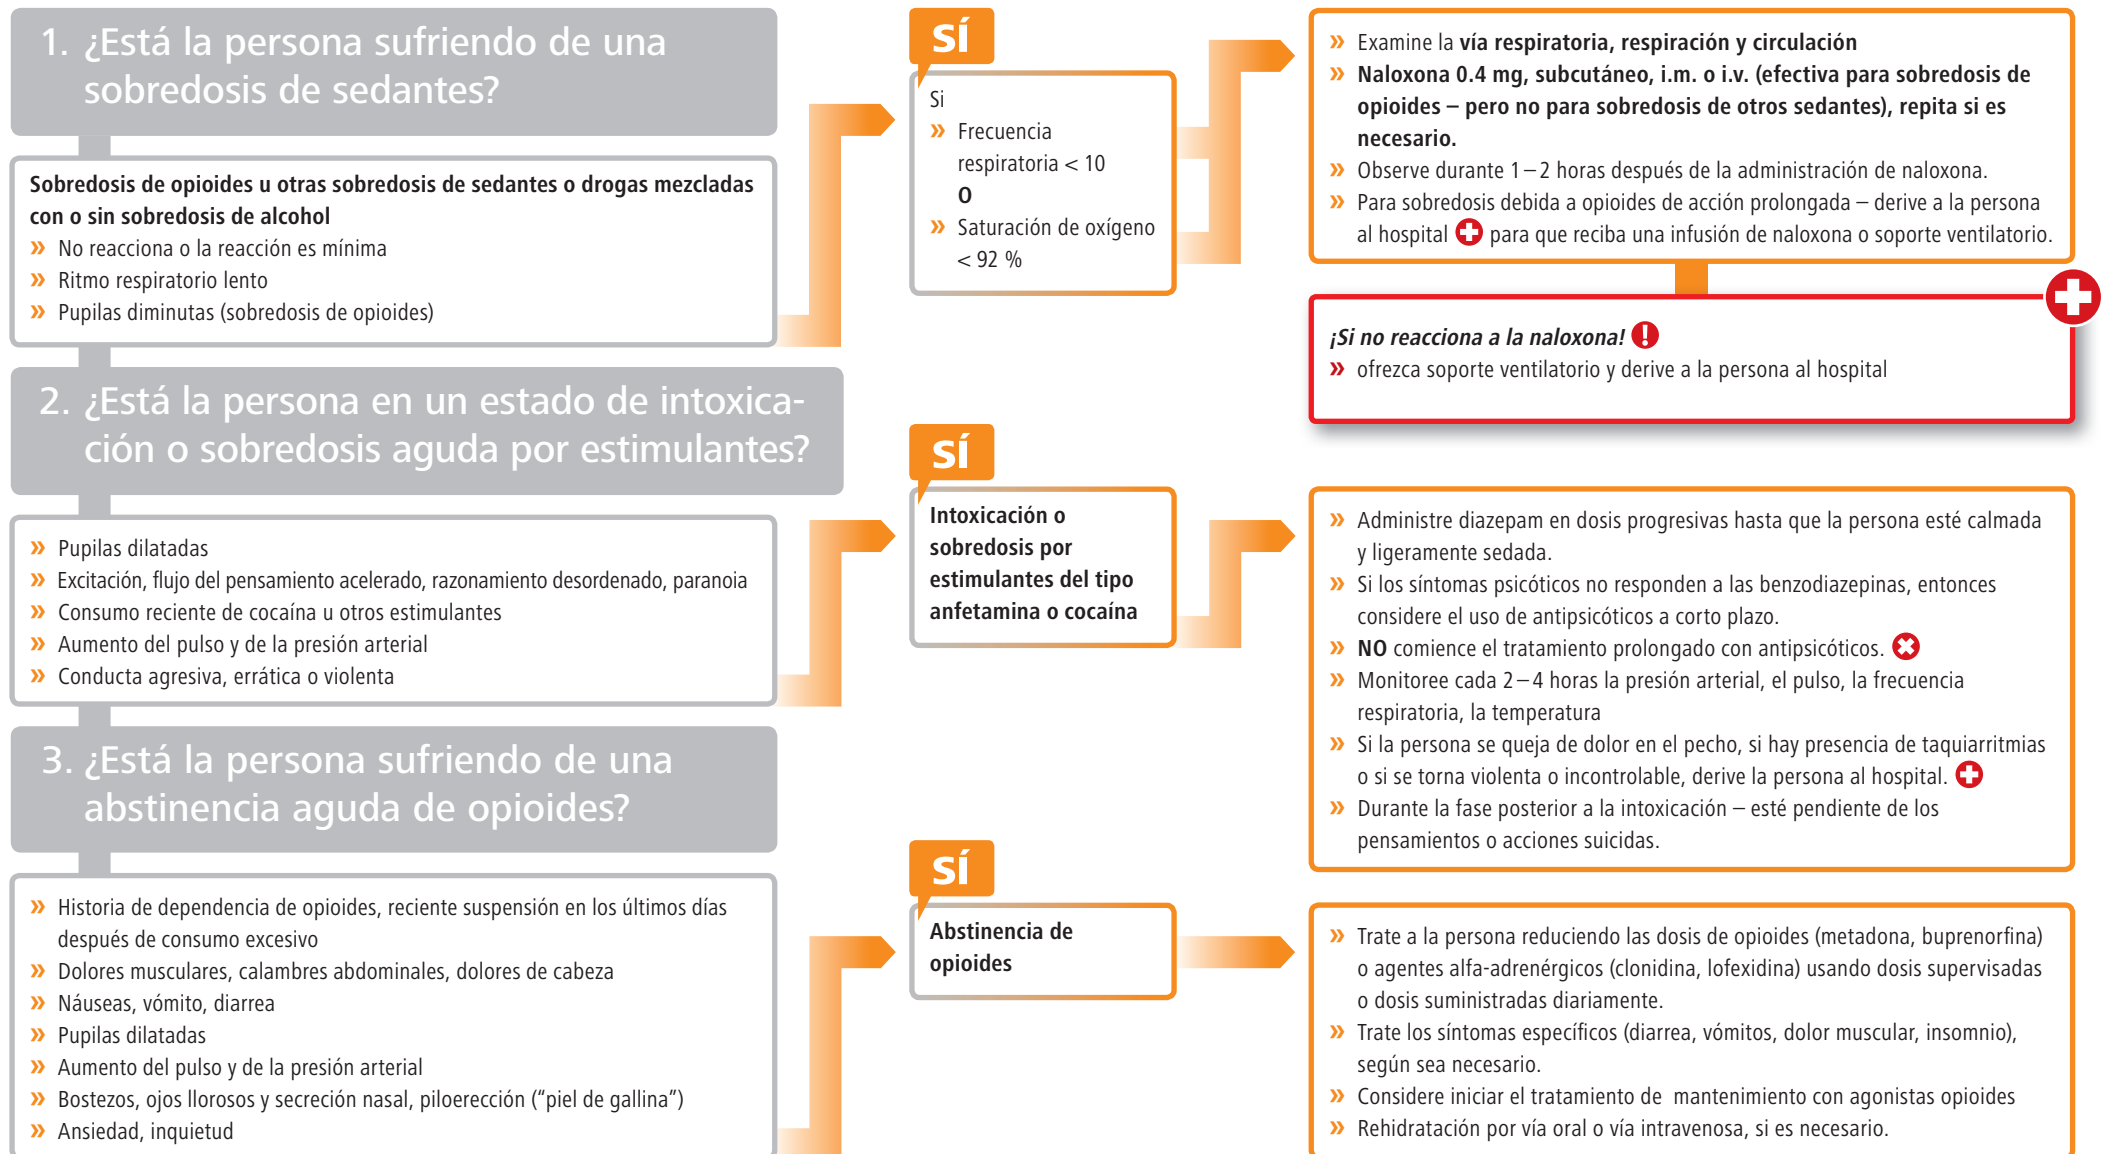 1. ¿Está la persona sufriendo de una
sobredosis de sedantes?
Sobredosis de opioides u otras sobredosis de sedantes o drogas mezcladas
con o sin sobredosis de alcohol
» No reacciona o la reacción es mínima
» Ritmo respiratorio lento
» Pupilas diminutas (sobredosis de opioides)
SÍ
Si
» Frecuencia
respiratoria < 10
O
» Saturación de oxígeno
< 92 %
» Examine la vía respiratoria, respiración y circulación
» Naloxona 0.4 mg, subcutáneo, i.m. o i.v. (efectiva para sobredosis de
opioides – pero no para sobredosis de otros sedantes), repita si es
necesario.
» Observe durante 1–2 horas después de la administración de naloxona.
» Para sobredosis debida a opioides de acción prolongada – derive a la persona
al hospital para que reciba una infusión de naloxona o soporte ventilatorio.
¡Si no reacciona a la naloxona!
» ofrezca soporte ventilatorio y derive a la persona al hospital
2. ¿Está la persona en un estado de intoxica-
ción o sobredosis aguda por estimulantes?
» Pupilas dilatadas
» Excitación, flujo del pensamiento acelerado, razonamiento desordenado, paranoia
» Consumo reciente de cocaína u otros estimulantes
» Aumento del pulso y de la presión arterial
» Conducta agresiva, errática o violenta
SÍ
Intoxicación o
sobredosis por
estimulantes del tipo
anfetamina o cocaína
» Administre diazepam en dosis progresivas hasta que la persona esté calmada
y ligeramente sedada.
» Si los síntomas psicóticos no responden a las benzodiazepinas, entonces
considere el uso de antipsicóticos a corto plazo.
» NO comience el tratamiento prolongado con antipsicóticos.
» Monitoree cada 2–4 horas la presión arterial, el pulso, la frecuencia
respiratoria, la temperatura
» Si la persona se queja de dolor en el pecho, si hay presencia de taquiarritmias
o si se torna violenta o incontrolable, derive la persona al hospital.
» Durante la fase posterior a la intoxicación – esté pendiente de los
pensamientos o acciones suicidas.
3. ¿Está la persona sufriendo de una
abstinencia aguda de opioides?
» Historia de dependencia de opioides, reciente suspensión en los últimos días
después de consumo excesivo
» Dolores musculares, calambres abdominales, dolores de cabeza
» Náuseas, vómito, diarrea
» Pupilas dilatadas
» Aumento del pulso y de la presión arterial
» Bostezos, ojos llorosos y secreción nasal, piloerección (“piel de gallina”)
» Ansiedad, inquietud
SÍ
Abstinencia de
opioides
» Trate a la persona reduciendo las dosis de opioides (metadona, buprenorfina)
o agentes alfa-adrenérgicos (clonidina, lofexidina) usando dosis supervisadas
o dosis suministradas diariamente.
» Trate los síntomas específicos (diarrea, vómitos, dolor muscular, insomnio),
según sea necesario.
» Considere iniciar el tratamiento de mantenimiento con agonistas opioides
» Rehidratación por vía oral o vía intravenosa, si es necesario.